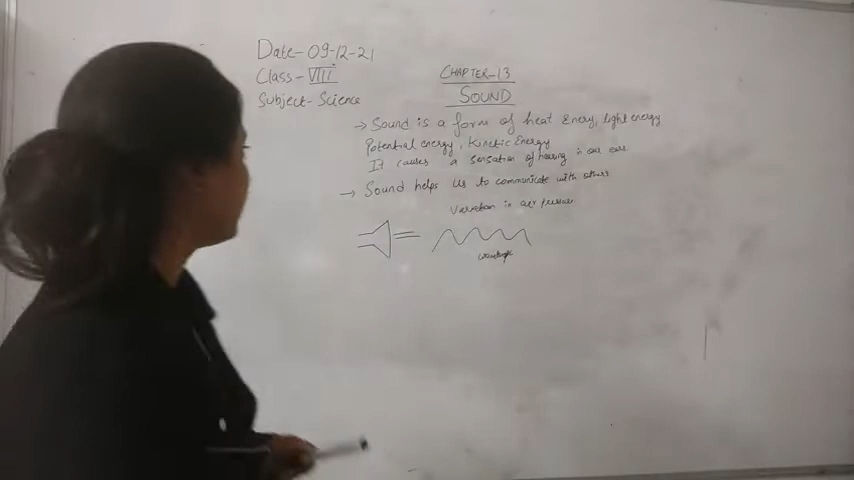 Date- 09-12-21
Class- VIII
Subject- Science
CHAPTER-13
SOUND
→ Sound is a form of heat Energy, light energy
Potential energy, Kinetic Energy
It causes a sensation of hearing in our ear
→ Sound helps us to communicate with others
Variation in air pressure
wavelength